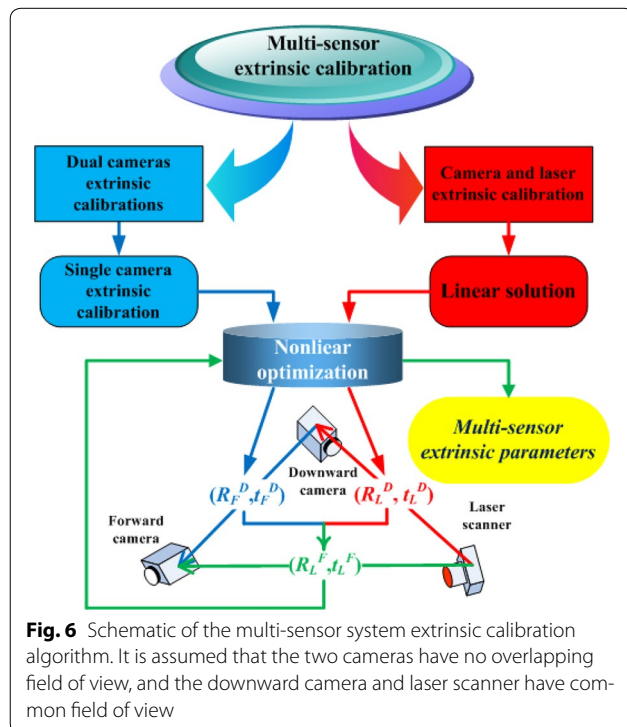 Multi-sensor
extrinsic calibration
Dual cameras
extrinsic
calibrations
Camera and laser
extrinsic calibration
Single camera
extrinsic
calibration
Linear solution
Nonliear
optimization
Multi-sensor
extrinsic parameters
Downward
camera
(R_F^D,t_F^D)
(R_L^D, t_L^D)
Forward
camera
Laser
scanner
(R_L^F,t_L^F)
Fig. 6 Schematic of the multi-sensor system extrinsic calibration
algorithm. It is assumed that the two cameras have no overlapping
field of view, and the downward camera and laser scanner have com-
mon field of view